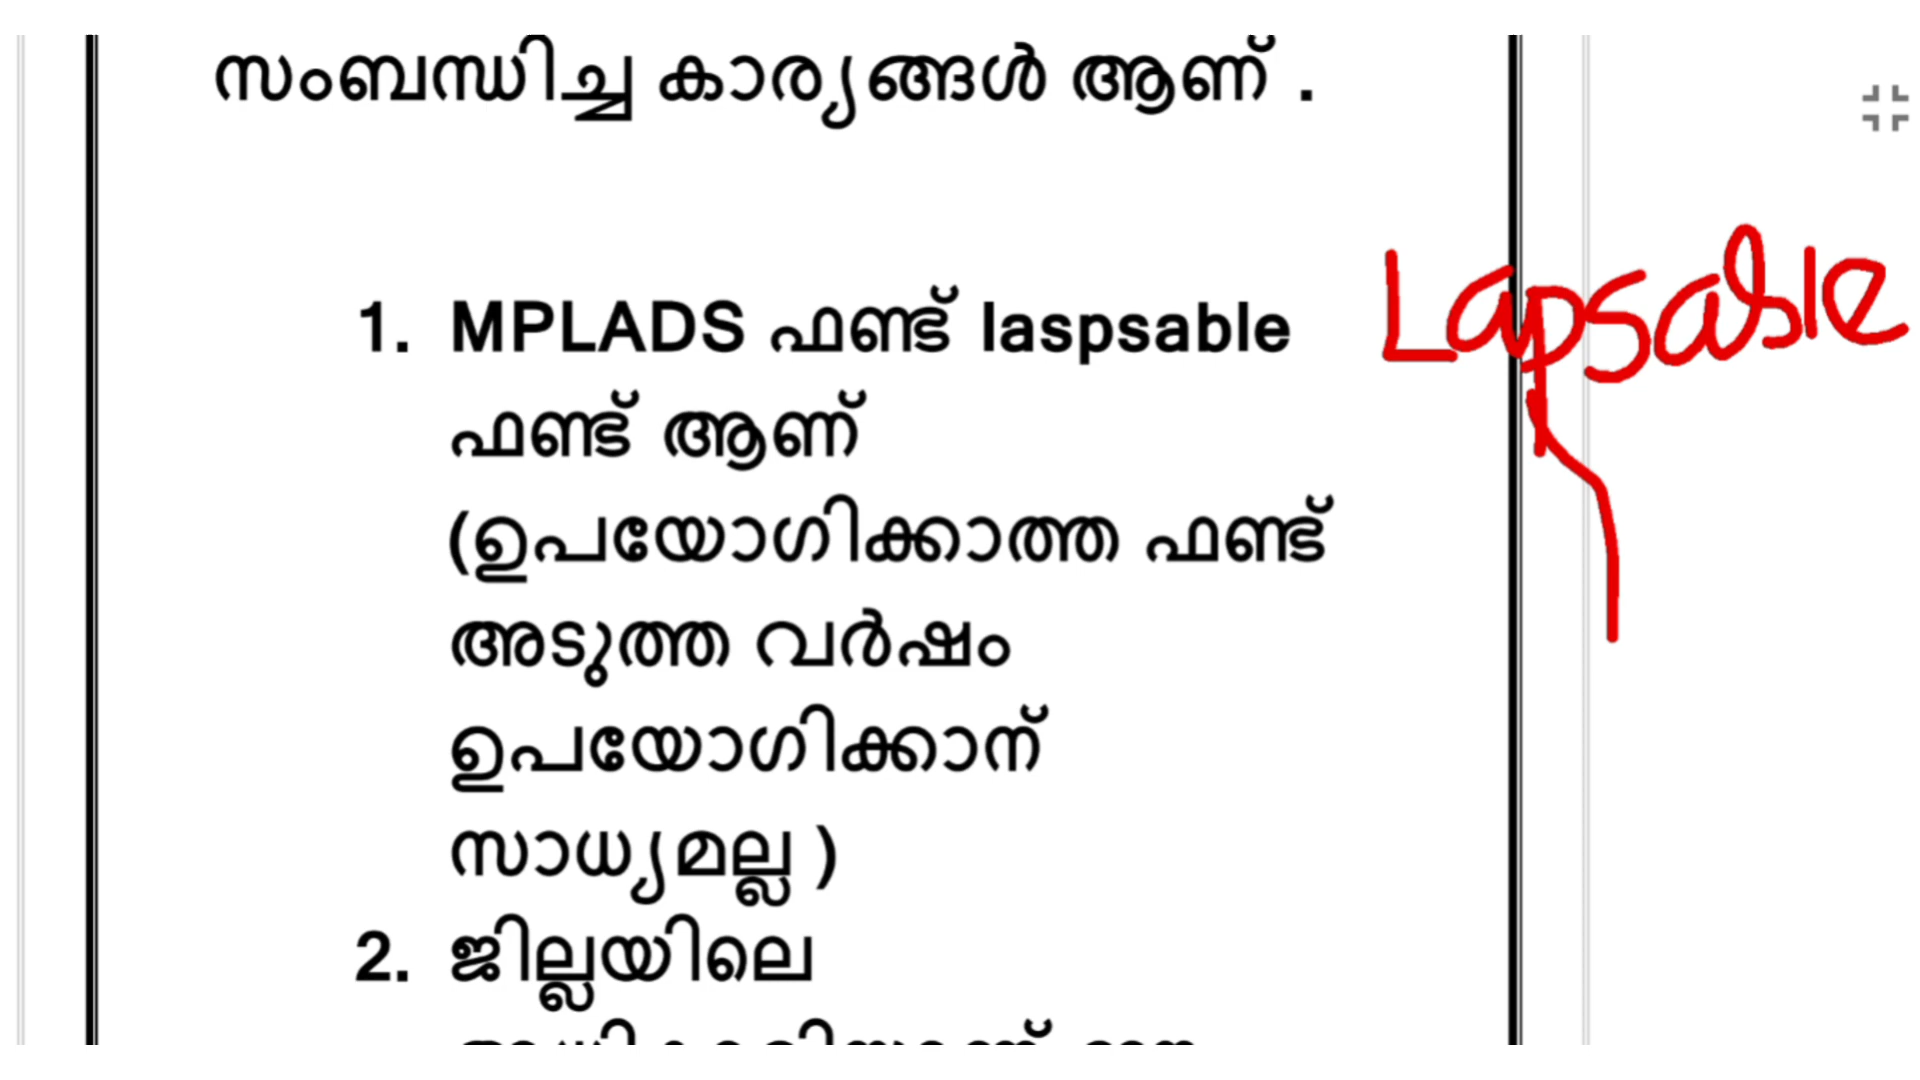 സംബന്ധിച്ച കാര്യങ്ങൾ ആണ് .
1. MPLADS ഫണ്ട് laspsable
Lapsable
ഫണ്ട് ആണ്
(ഉപയോഗിക്കാത്ത ഫണ്ട്
അടുത്ത വർഷം
ഉപയോഗിക്കാന്
സാധ്യമല്ല )
2. ജില്ലയിലെ